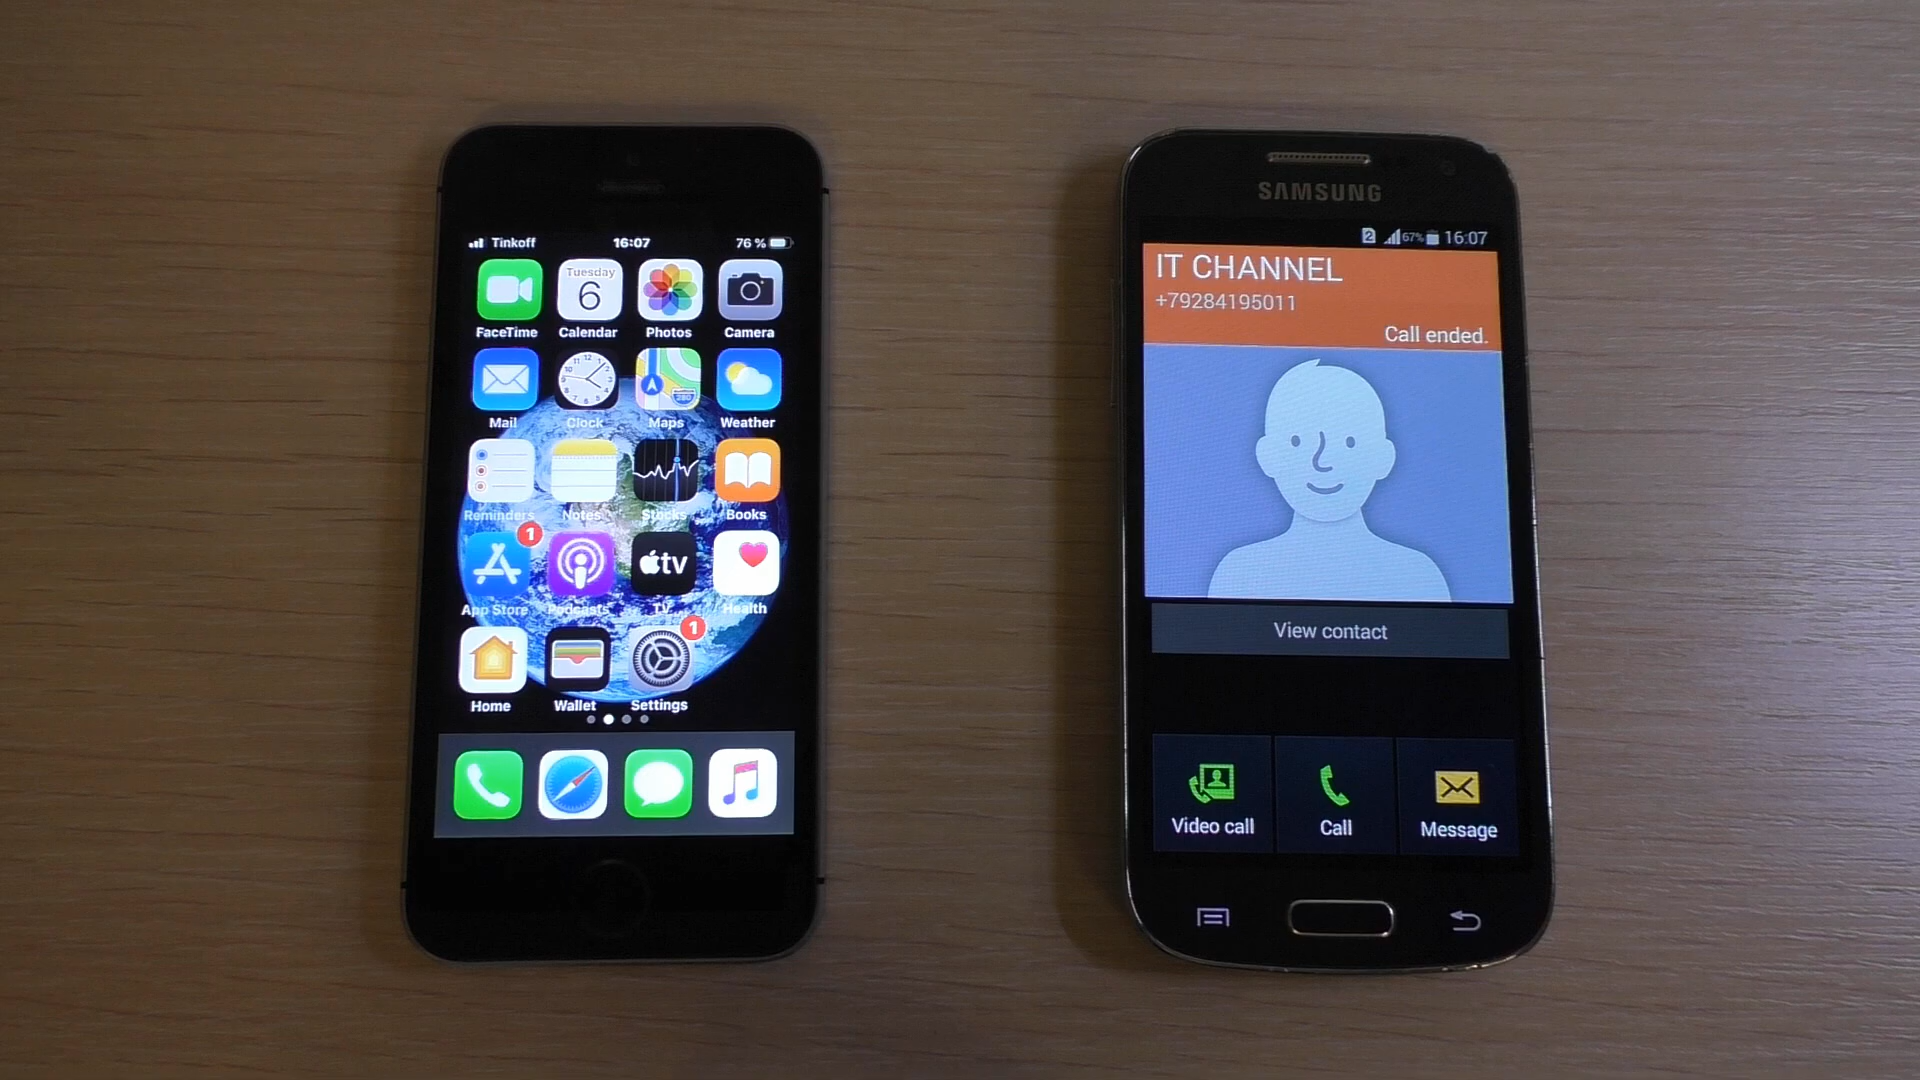 Tinkoff 16:07 76 %
Tuesday
6
FaceTime Calendar Photos Camera
12
280
Mail Clock Maps Weather
Reminders Notes Stocks Books
1
tv
App Store Podcasts TV Health
1
Home Wallet Settings
SAMSUNG
2 67% 16:07
IT CHANNEL
+79284195011
Call ended.
View contact
Video call Call Message